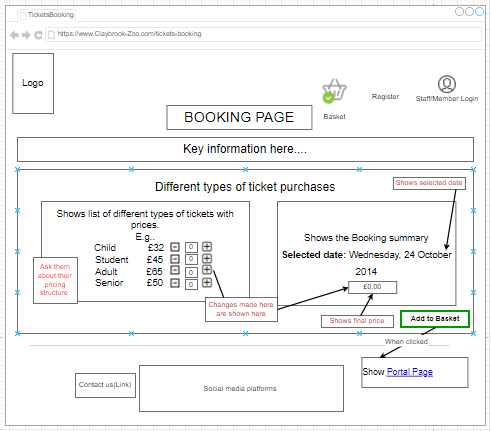 TicketsBooking
https://www.Claybrook-Zoo.com/tickets-booking
Logo
Basket
Register
Staff/Member Login
BOOKING PAGE
Key information here....
Different types of ticket purchases
Shows selected date
Shows list of different types of tickets with
prices.
E.g..
Child £32 0
Student £45 0
Adult £65 0
Senior £50 0
Ask them
about their
pricing
structure
Changes made here
are shown here
Shows the Booking summary
Selected date: Wednesday, 24 October
2014
£0.00
Shows final price
Add to Basket
When clicked
Show Portal Page
Contact us(Link)
Social media platforms